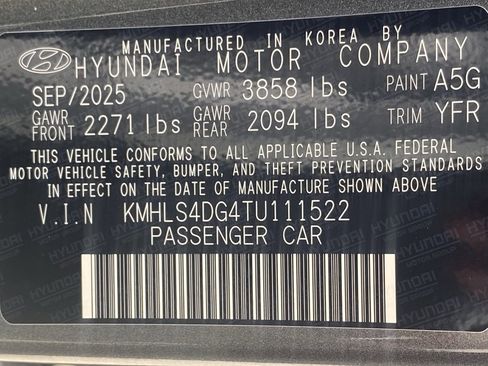 MANUFACTURED IN KOREA BY
HYUNDAI MOTOR COMPANY
SEP/2025 GVWR 3858 lbs PAINT A5G
GAWR FRONT 2271 lbs GAWR REAR 2094 lbs TRIM YFR
THIS VEHICLE CONFORMS TO ALL APPLICABLE U.S.A. FEDERAL
MOTOR VEHICLE SAFETY, BUMPER, AND THEFT PREVENTION STANDARDS
IN EFFECT ON THE DATE OF MANUFACTURE SHOWN ABOVE
V.I.N KMHLS4DG4TU111522
PASSENGER CAR